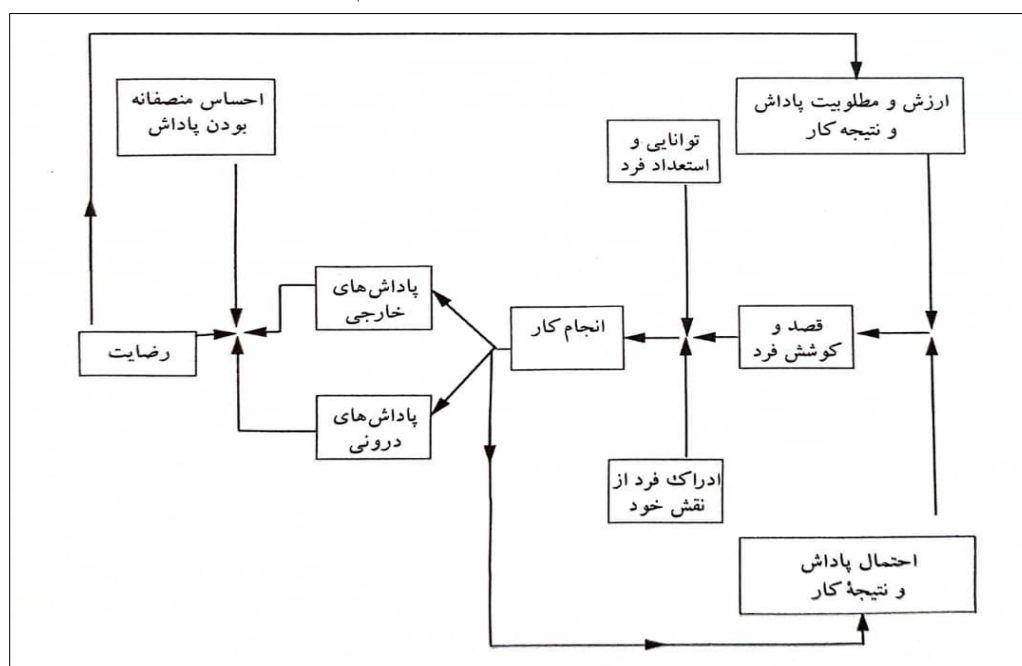 ارزش و مطلوبیت پاداش
و نتیجه کار
احساس منصفانه
بودن پاداش
توانایی و
استعداد فرد
قصد و
کوشش فرد
انجام کار
پاداش‌های
خارجی
رضایت
پاداش‌های
درونی
ادراک فرد از
نقش خود
احتمال پاداش
و نتیجهٔ کار